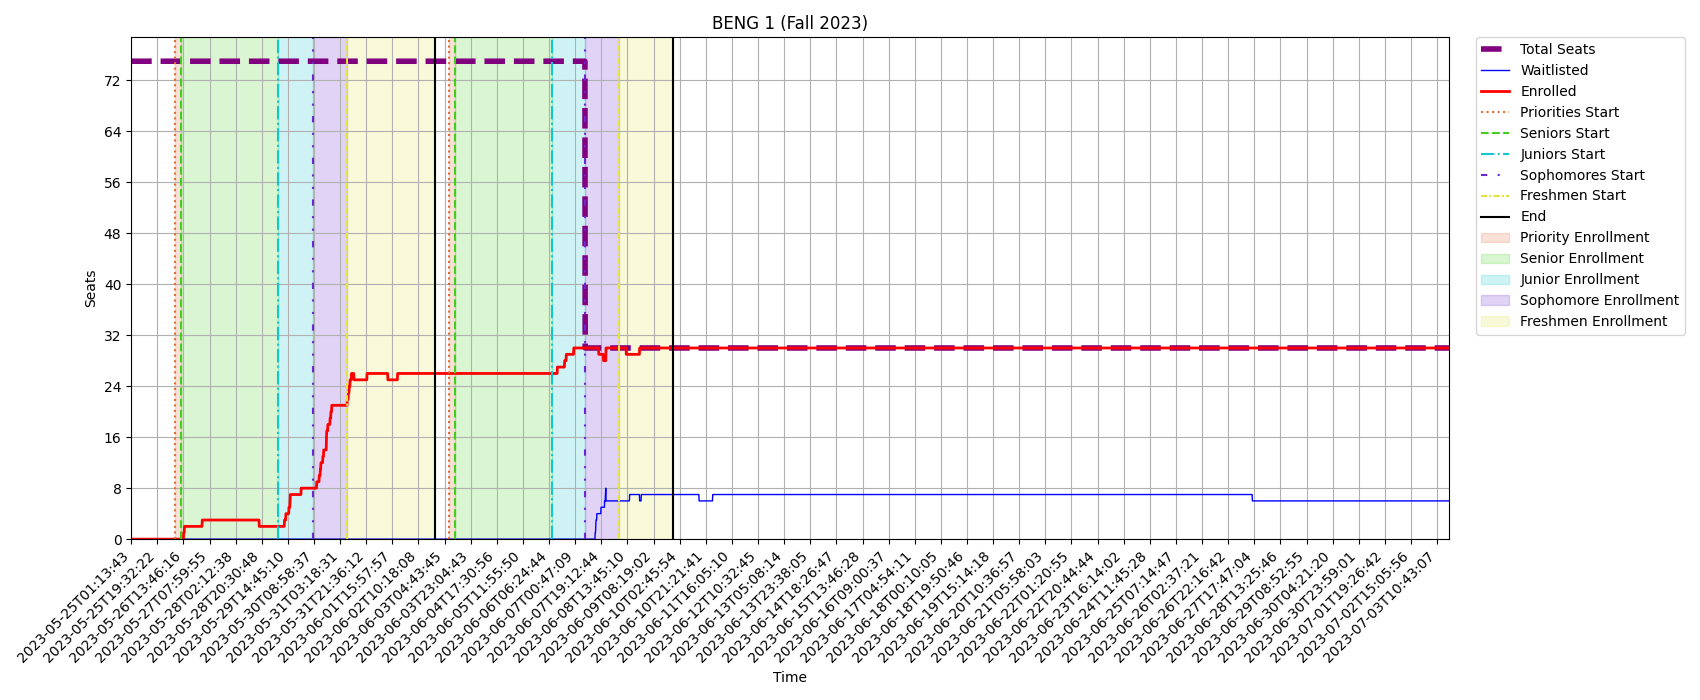 BENG 1 (Fall 2023)
Seats
72
64
56
48
40
32
24
16
8
0
2023-05-25T01:13:43
2023-05-25T19:32:22
2023-05-26T13:46:16
2023-05-27T07:59:55
2023-05-28T02:12:38
2023-05-28T20:30:48
2023-05-29T14:45:10
2023-05-30T08:58:37
2023-05-31T03:18:31
2023-05-31T21:36:12
2023-06-01T15:57:57
2023-06-02T10:18:08
2023-06-03T04:43:45
2023-06-03T23:04:43
2023-06-04T17:30:56
2023-06-05T11:55:50
2023-06-06T06:24:44
2023-06-07T00:47:09
2023-06-07T19:12:44
2023-06-08T13:45:10
2023-06-09T08:19:02
2023-06-10T02:45:54
2023-06-10T21:21:41
2023-06-11T16:05:10
2023-06-12T10:32:45
2023-06-13T05:08:14
2023-06-13T23:38:05
2023-06-14T18:26:47
2023-06-15T13:46:28
2023-06-16T09:00:37
2023-06-17T04:54:11
2023-06-18T00:10:05
2023-06-18T19:50:46
2023-06-19T15:14:18
2023-06-20T10:36:57
2023-06-21T05:58:03
2023-06-22T01:20:55
2023-06-22T20:44:44
2023-06-23T16:14:02
2023-06-24T11:45:28
2023-06-25T07:14:47
2023-06-26T02:37:21
2023-06-26T22:16:42
2023-06-27T17:47:04
2023-06-28T13:25:46
2023-06-29T08:52:55
2023-06-30T04:21:20
2023-06-30T23:59:01
2023-07-01T19:26:42
2023-07-02T15:05:56
2023-07-03T10:43:07
Time
Total Seats
Waitlisted
Enrolled
Priorities Start
Seniors Start
Juniors Start
Sophomores Start
Freshmen Start
End
Priority Enrollment
Senior Enrollment
Junior Enrollment
Sophomore Enrollment
Freshmen Enrollment